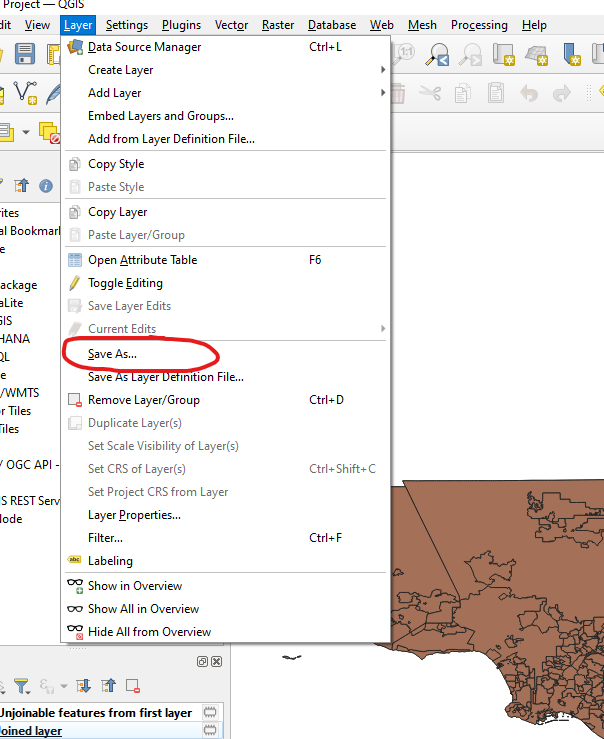 Project — QGIS
dit View Layer Settings Plugins Vector Raster Database Web Mesh Processing Help
Data Source Manager Ctrl+L
Create Layer
Add Layer
Embed Layers and Groups...
Add from Layer Definition File...
Copy Style
Paste Style
Copy Layer
Paste Layer/Group
Open Attribute Table F6
Toggle Editing
Save Layer Edits
Current Edits
Save As...
Save As Layer Definition File...
Remove Layer/Group Ctrl+D
Duplicate Layer(s)
Set Scale Visibility of Layer(s)
Set CRS of Layer(s) Ctrl+Shift+C
Set Project CRS from Layer
Layer Properties...
Filter... Ctrl+F
abc Labeling
Show in Overview
Show All in Overview
Hide All from Overview
rites
al Bookmar
e
ackage
aLite
GIS
HANA
QL
e
/WMTS
or Tiles
Tiles
/ OGC API -
IS REST Serv
Node
Unjoinable features from first layer
oined layer